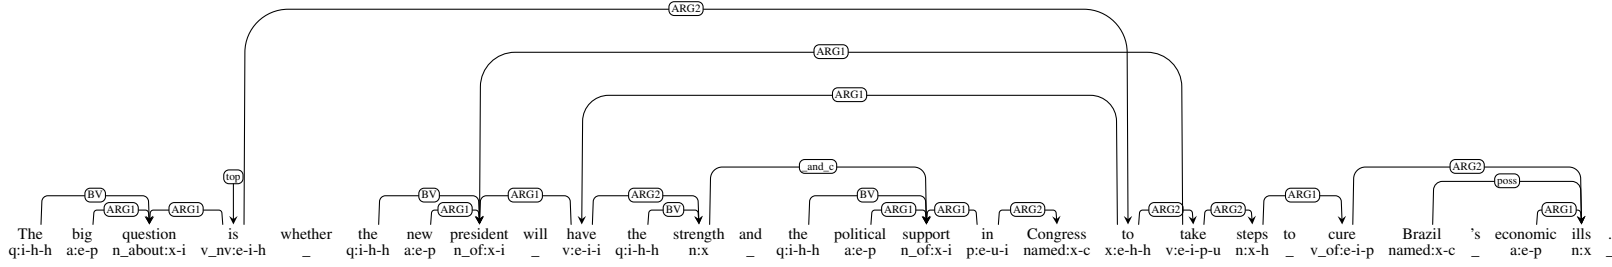 ARG2
ARG1
ARG1
_and_c ARG2
top poss
BV BV ARG1 ARG2 BV ARG1
ARG1 ARG1 ARG1 BV ARG1 ARG1 ARG2 ARG2 ARG2 ARG1
The big question is whether the new president will have the strength and the political support in Congress to take steps to cure Brazil 's economic ills .
q:i-h-h a:e-p n_about:x-i v_nv:e-i-h _ q:i-h-h a:e-p n_of:x-i _ v:e-i-i q:i-h-h n:x _ q:i-h-h a:e-p n_of:x-i p:e-u-i named:x-c x:e-h-h v:e-i-p-u n:x-h _ v_of:e-i-p named:x-c _ a:e-p n:x _